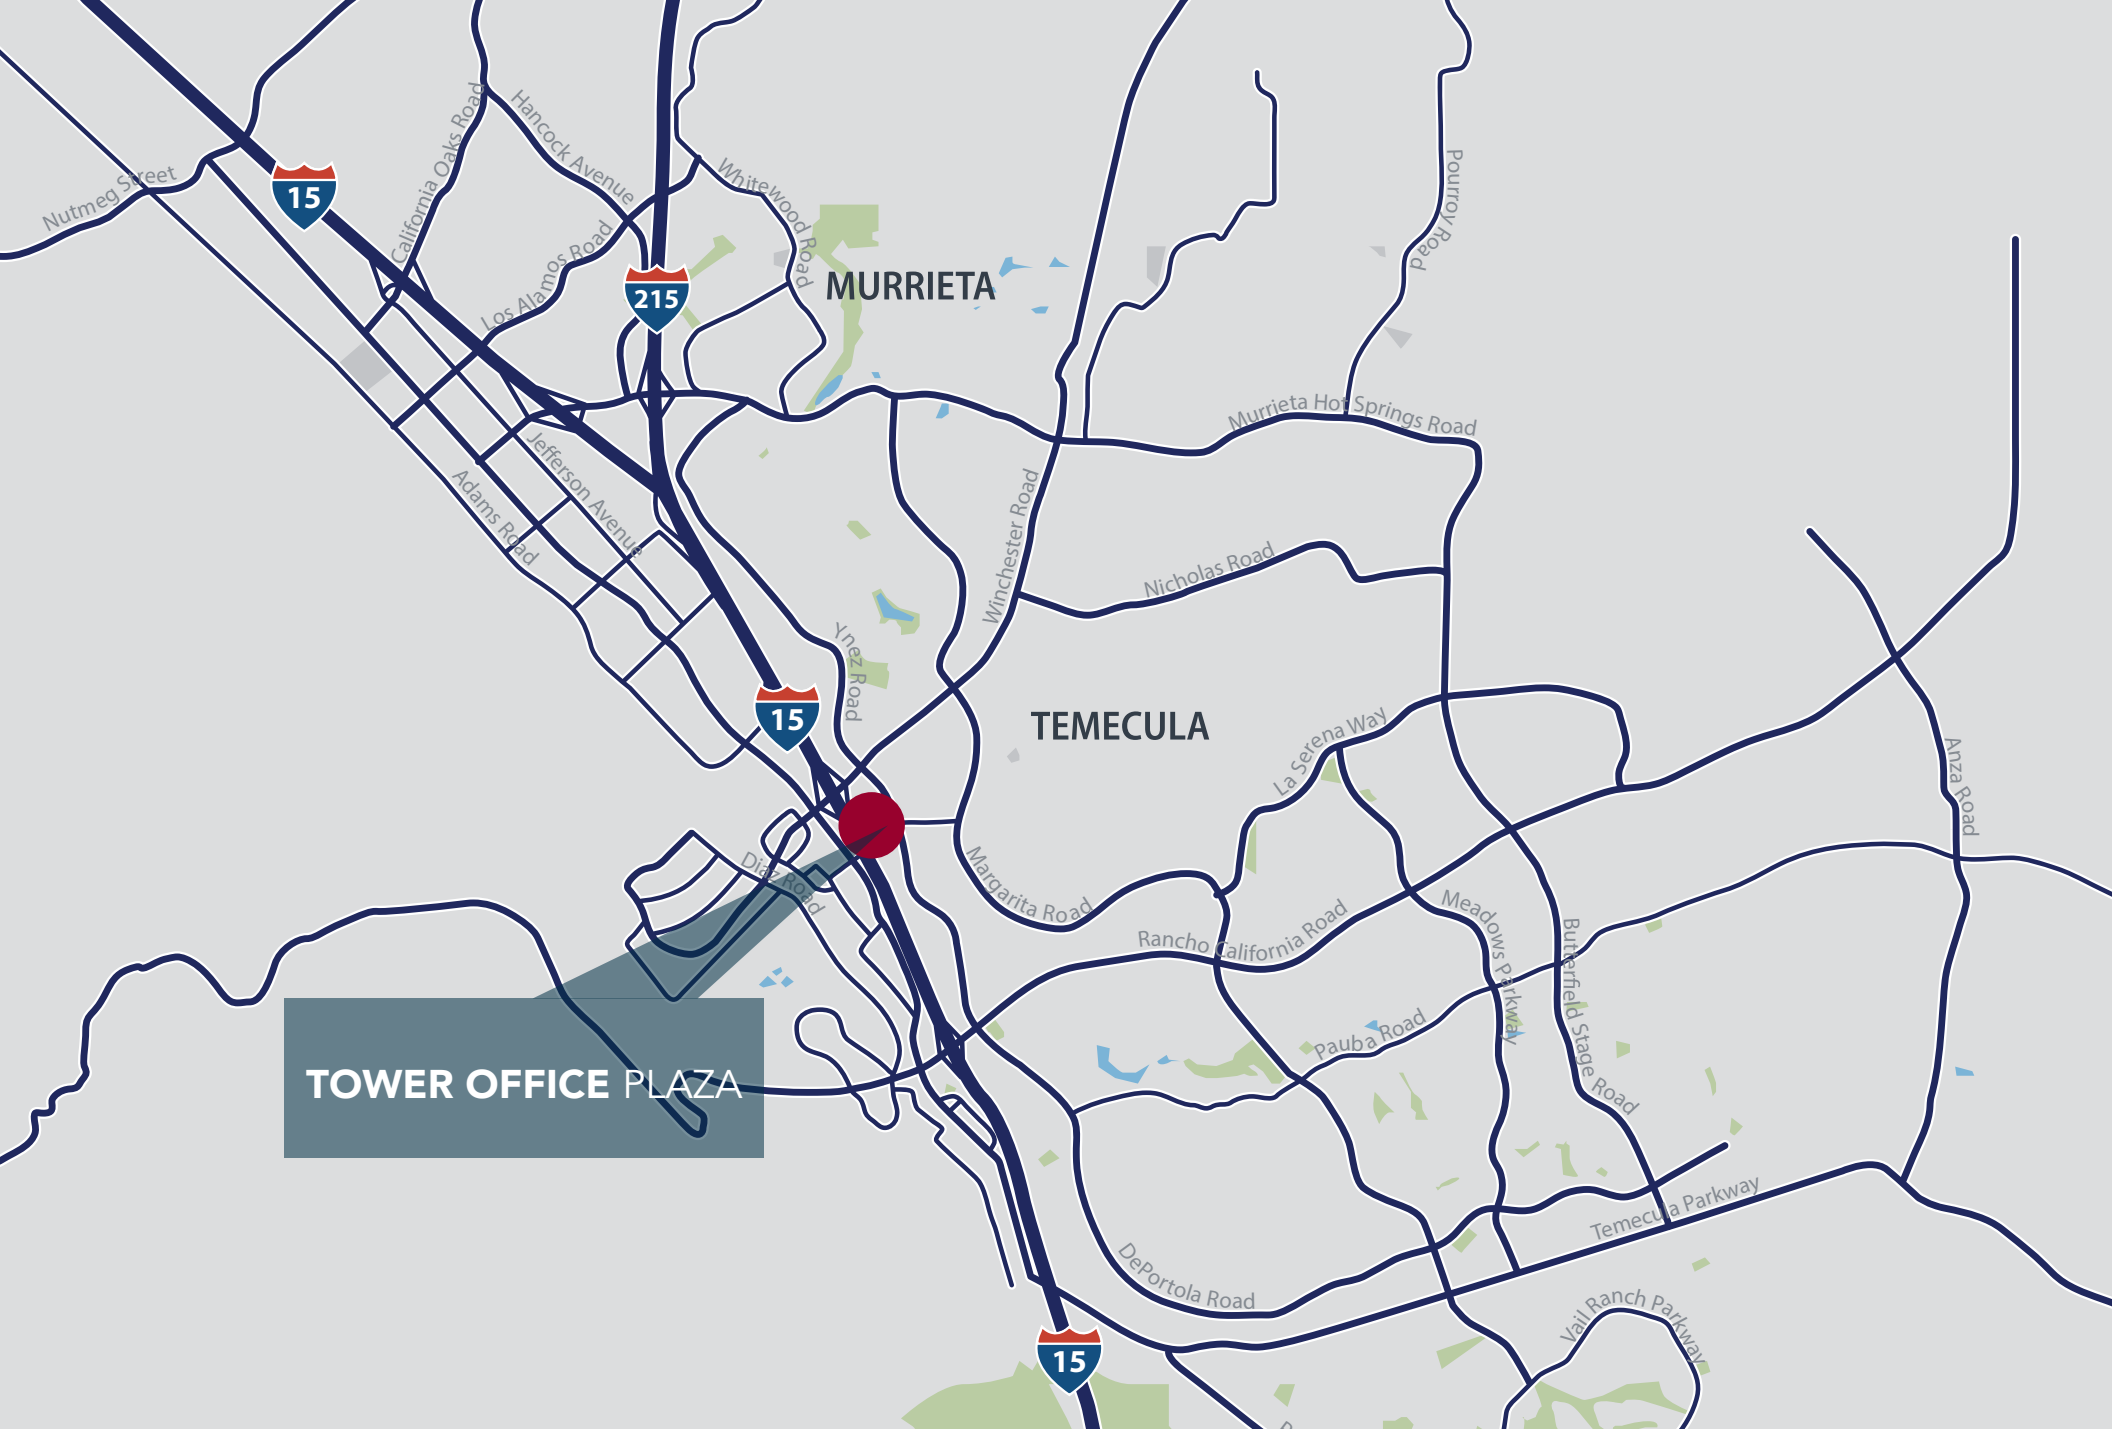 Nutmeg Street
15
California Oaks Road
Hancock Avenue
Los Alamos Road
215
Whitewood Road
MURRIETA
Pourroy Road
Murrieta Hot Springs Road
Jefferson Avenue
Adams Road
Winchester Road
Nicholas Road
Ynez Road
15
TEMECULA
La Serena Way
Anza Road
Diaz Road
Margarita Road
Rancho California Road
Meadows Parkway
Butterfield Stage Road
Pauba Road
TOWER OFFICE PLAZA
Temecula Parkway
DePortola Road
Vail Ranch Parkway
15